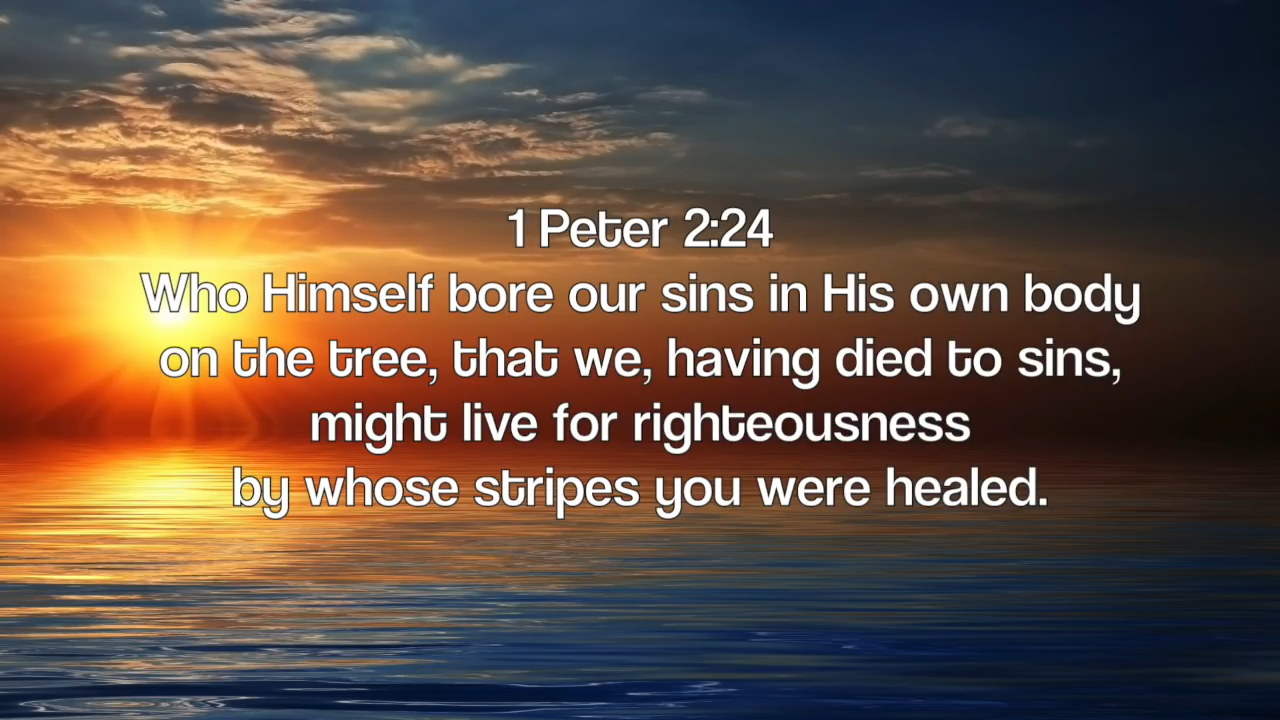 1 Peter 2:24
Who Himself bore our sins in His own body
on the tree, that we, having died to sins,
might live for righteousness
by whose stripes you were healed.